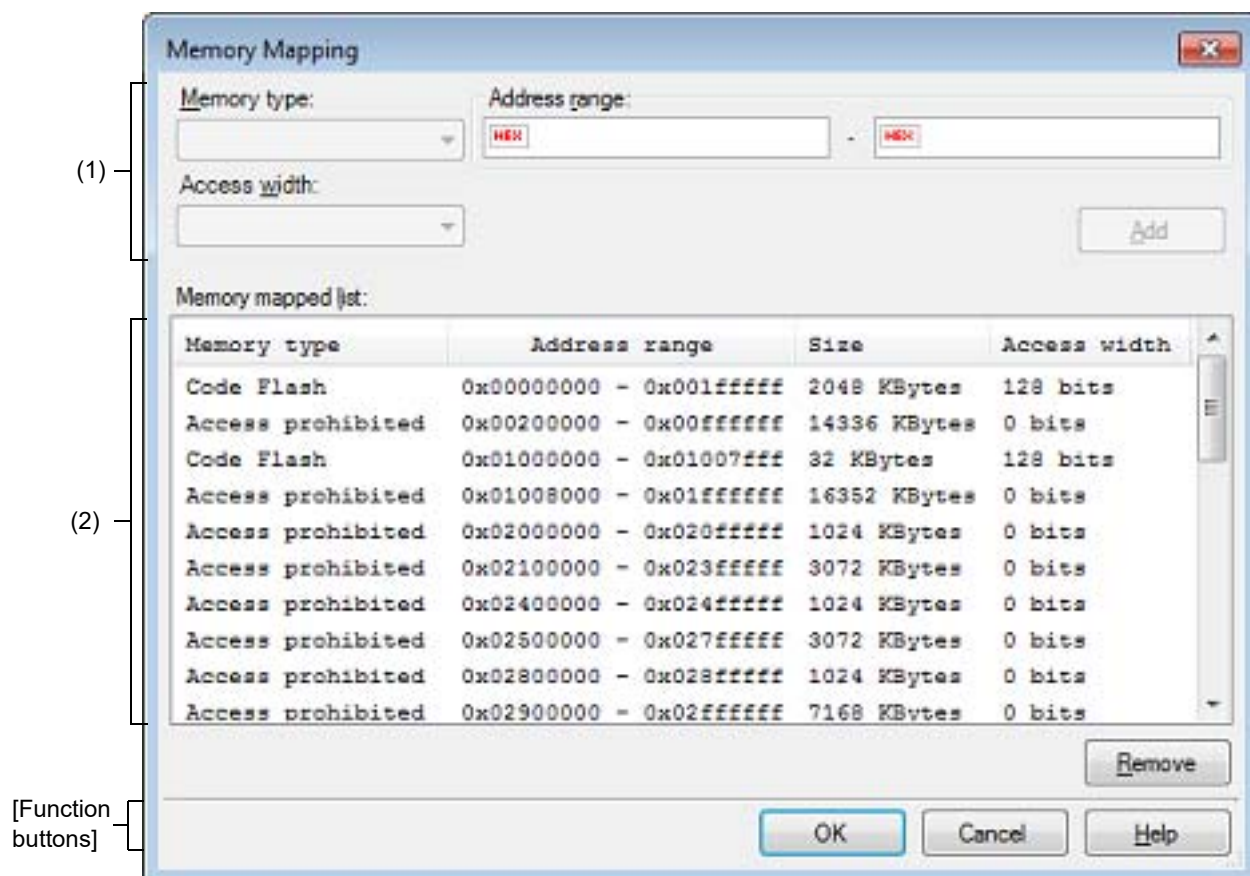 Memory Mapping
(1)
Memory type:
Address range:
HEX - HEX
Access width:
Add
Memory mapped list:
(2)
Memory type Address range Size Access width
Code Flash 0x00000000 - 0x001fffff 2048 KBytes 128 bits
Access prohibited 0x00200000 - 0x00ffffff 14336 KBytes 0 bits
Code Flash 0x01000000 - 0x01007fff 32 KBytes 128 bits
Access prohibited 0x01008000 - 0x01ffffff 16352 KBytes 0 bits
Access prohibited 0x02000000 - 0x020fffff 1024 KBytes 0 bits
Access prohibited 0x02100000 - 0x023fffff 3072 KBytes 0 bits
Access prohibited 0x02400000 - 0x024fffff 1024 KBytes 0 bits
Access prohibited 0x02500000 - 0x027fffff 3072 KBytes 0 bits
Access prohibited 0x02800000 - 0x028fffff 1024 KBytes 0 bits
Access prohibited 0x02900000 - 0x02ffffff 7168 KBytes 0 bits
Remove
[Function
buttons]
OK Cancel Help